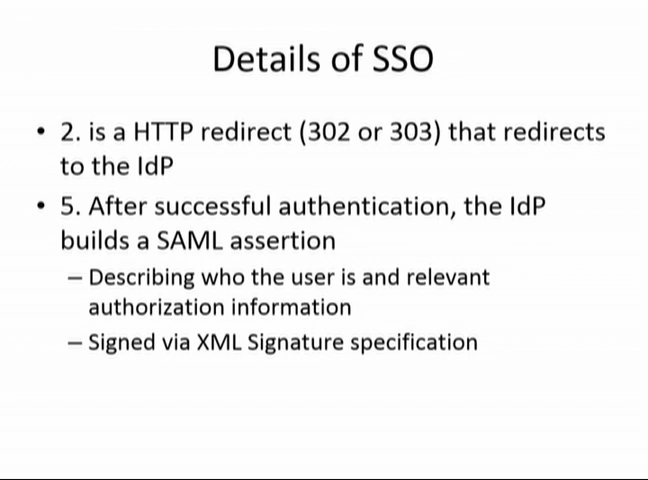 Details of SSO
• 2. is a HTTP redirect (302 or 303) that redirects
to the IdP
• 5. After successful authentication, the IdP
builds a SAML assertion
– Describing who the user is and relevant
authorization information
– Signed via XML Signature specification